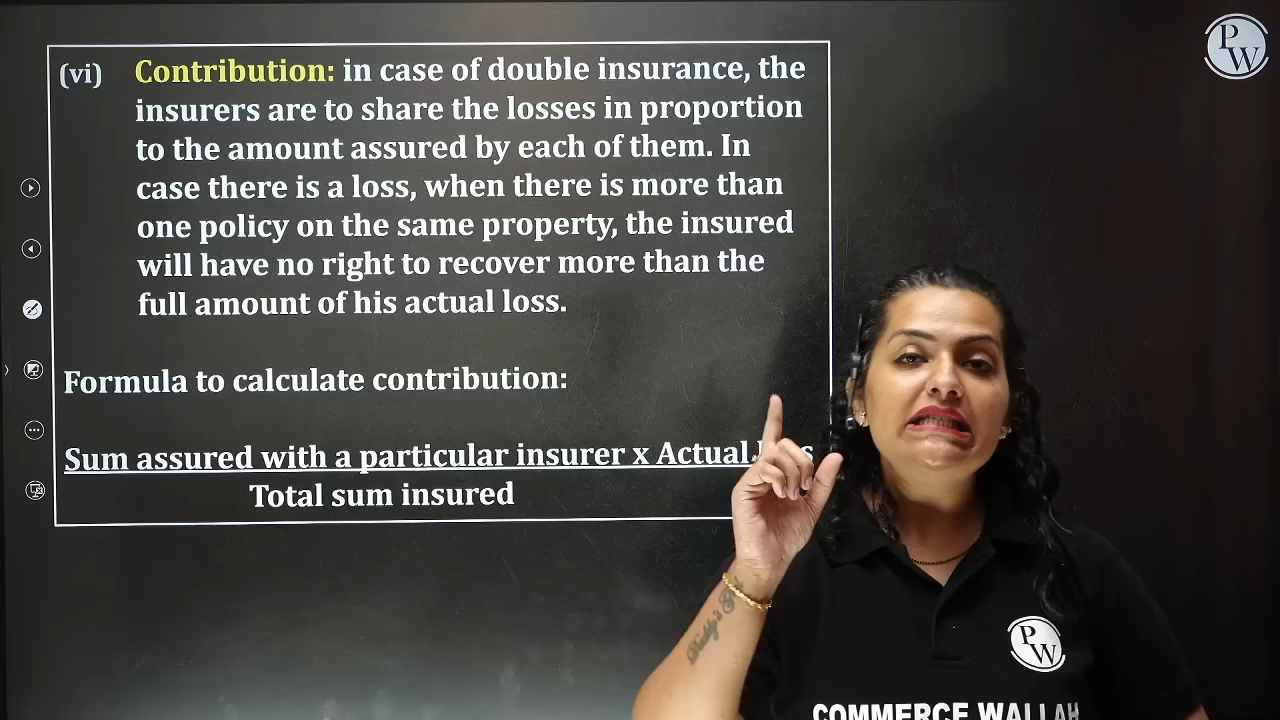 (vi) Contribution: in case of double insurance, the
insurers are to share the losses in proportion
to the amount assured by each of them. In
case there is a loss, when there is more than
one policy on the same property, the insured
will have no right to recover more than the
full amount of his actual loss.
Formula to calculate contribution:
Sum assured with a particular insurer x Actual
Total sum insured
P
W
Daddy's
P
W
COMMERCE WALLAH